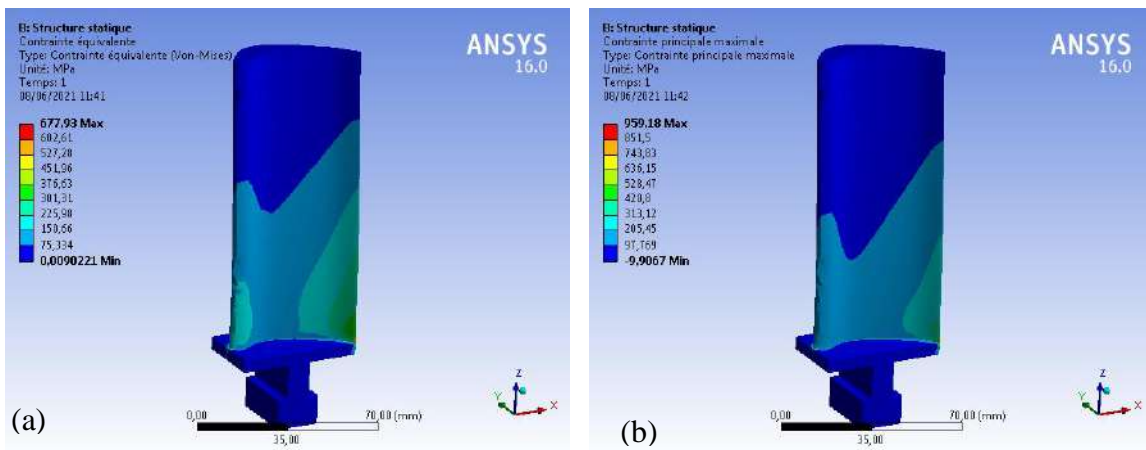 B: Structure statique
Contrainte équivalente
Type: Contrainte équivalente (Von-Mises)
Unité: MPa
Temps: 1
08/06/2021 11:41
677,93 Max
602,61
527,28
451,96
376,63
301,31
225,98
150,66
75,334
0,0090221 Min
ANSYS
16.0
Z
Y
X
0,00
70,00 (mm)
35,00
(a)
B: Structure statique
Contrainte principale maximale
Type: Contrainte principale maximale
Unité: MPa
Temps: 1
08/06/2021 11:42
959,18 Max
851,5
743,83
636,15
528,47
420,8
313,12
205,45
97,769
-9,9067 Min
ANSYS
16.0
Z
Y
X
0,00
70,00 (mm)
35,00
(b)